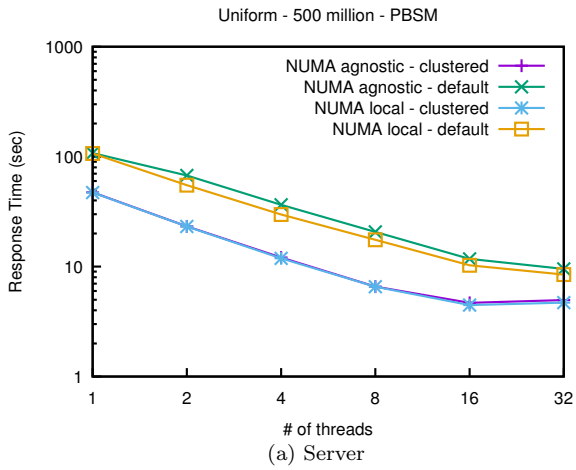 Uniform - 500 million - PBSM
1000
100
10
1
Response Time (sec)
NUMA agnostic - clustered
NUMA agnostic - default
NUMA local - clustered
NUMA local - default
1 2 4 8 16 32
# of threads
(a) Server